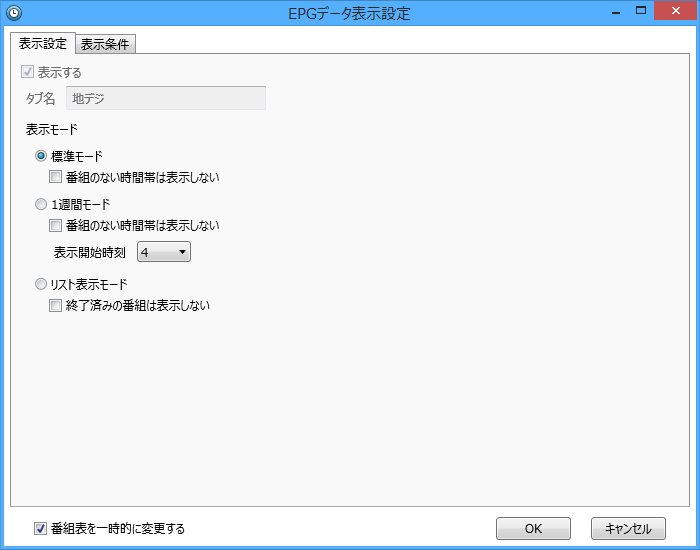 EPGデータ表示設定
表示設定 表示条件
表示する
タブ名 地デジ
表示モード
標準モード
番組のない時間帯は表示しない
1週間モード
番組のない時間帯は表示しない
表示開始時刻 4
リスト表示モード
終了済みの番組は表示しない
番組表を一時的に変更する OK キャンセル